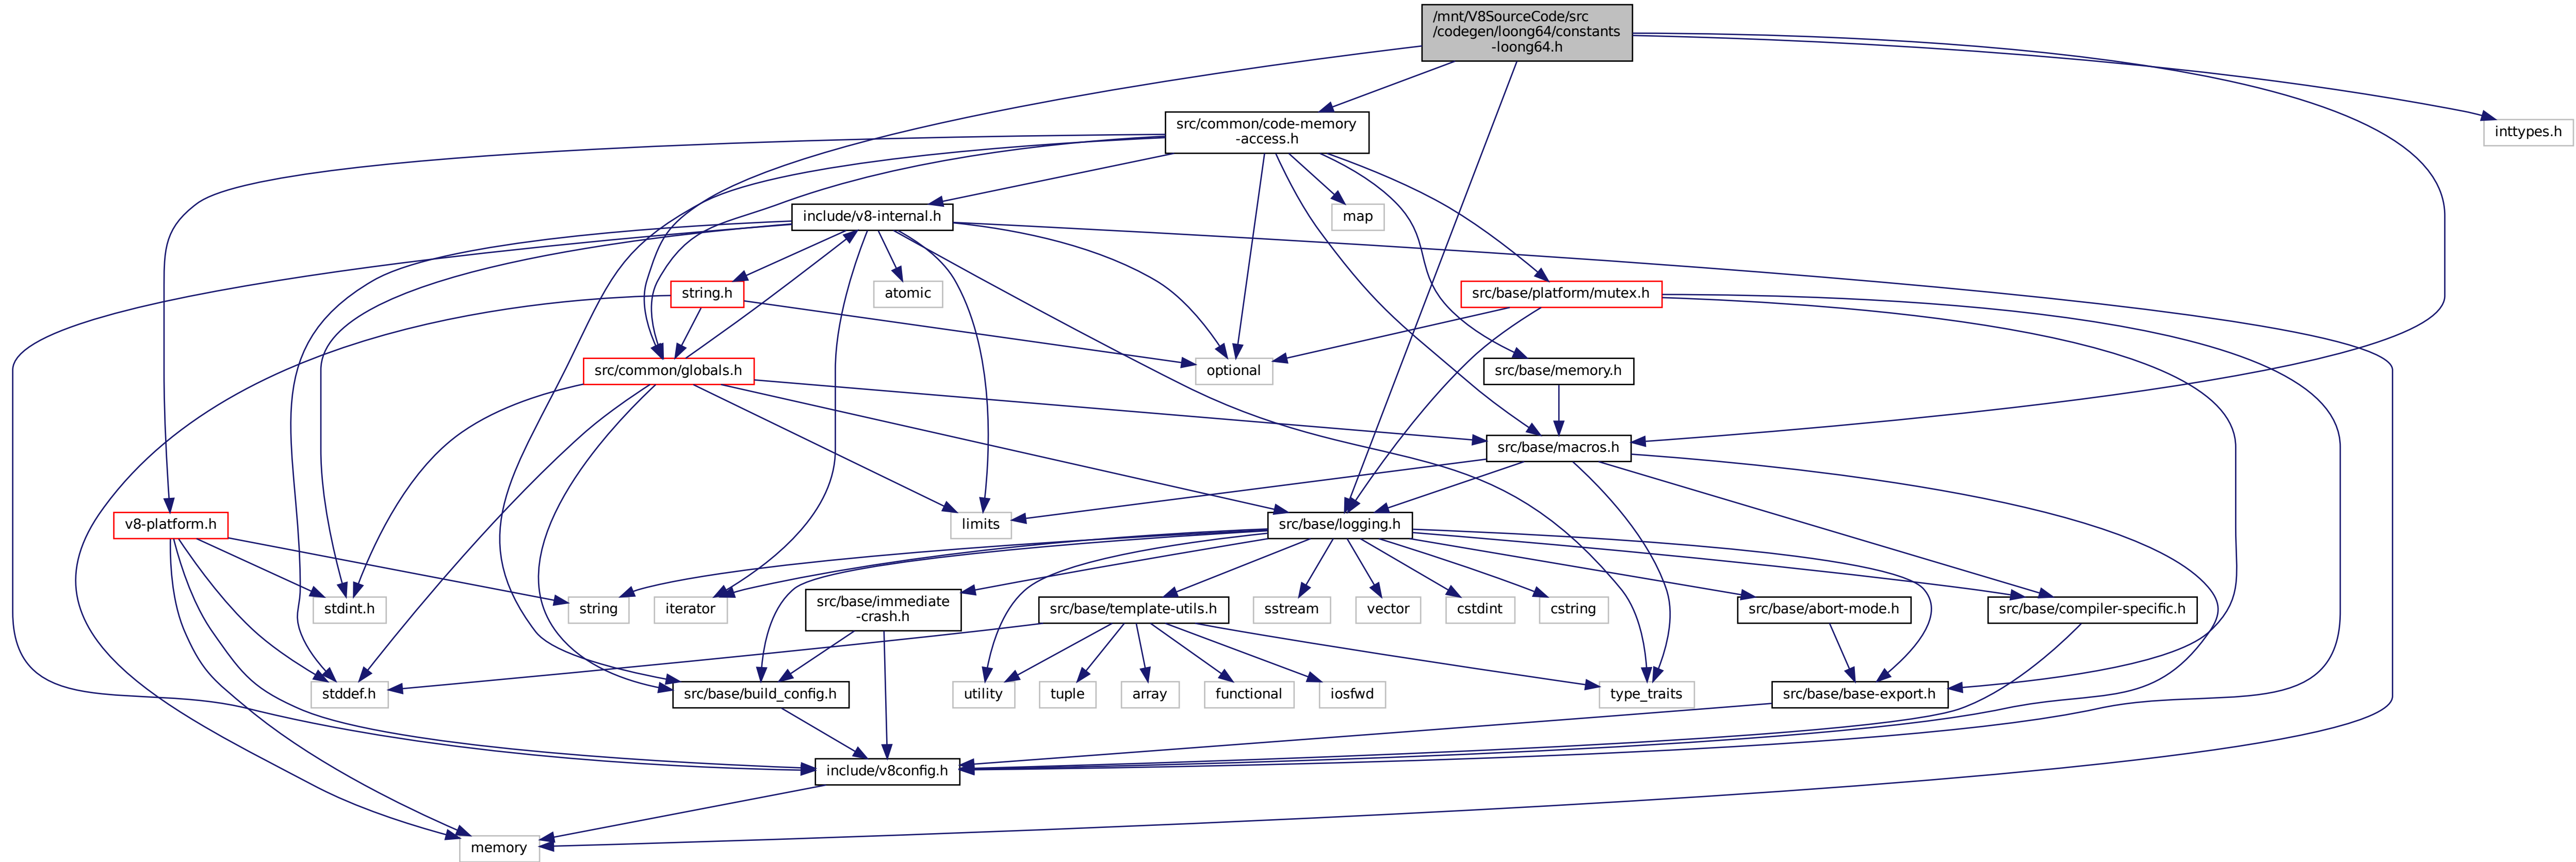 /mnt/V8SourceCode/src
/codegen/loong64/constants
-loong64.h
src/common/code-memory
-access.h
inttypes.h
include/v8-internal.h
map
string.h
atomic
src/base/platform/mutex.h
src/common/globals.h
optional
src/base/memory.h
src/base/macros.h
v8-platform.h
limits
src/base/logging.h
stdint.h
string
iterator
src/base/immediate
-crash.h
src/base/template-utils.h
sstream
vector
cstdint
cstring
src/base/abort-mode.h
src/base/compiler-specific.h
stddef.h
src/base/build_config.h
utility
tuple
array
functional
iosfwd
type_traits
src/base/base-export.h
include/v8config.h
memory